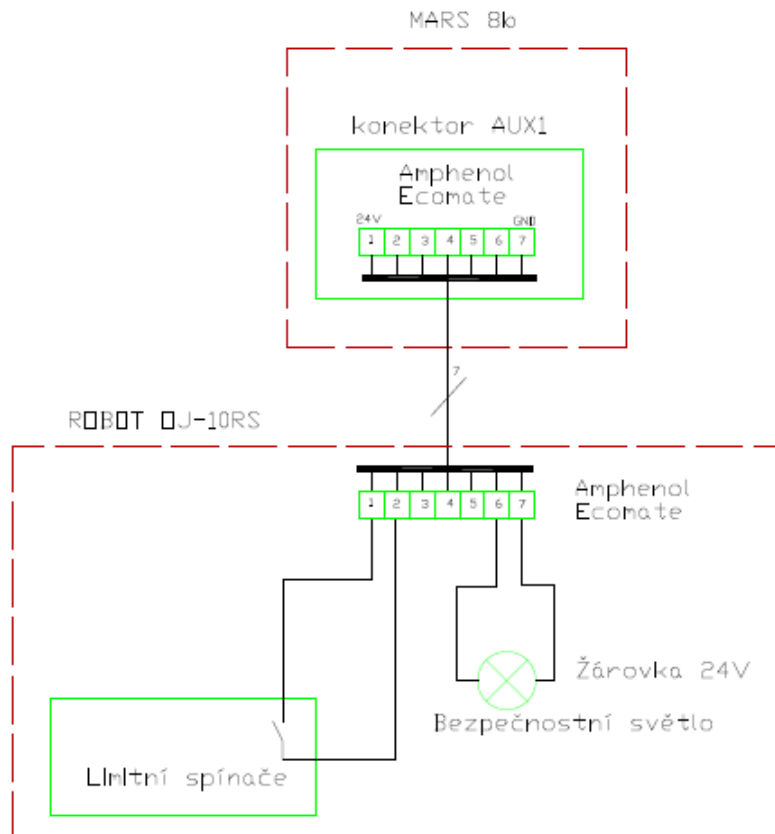 MARS 8b
konektor AUX1
Amphenol
Ecomate
24V GND
1 2 3 4 5 6 7
7
ROBOT OJ-10RS
1 2 3 4 5 6 7
Amphenol
Ecomate
Žárovka 24V
Bezpečnostní světlo
LImItní spínače